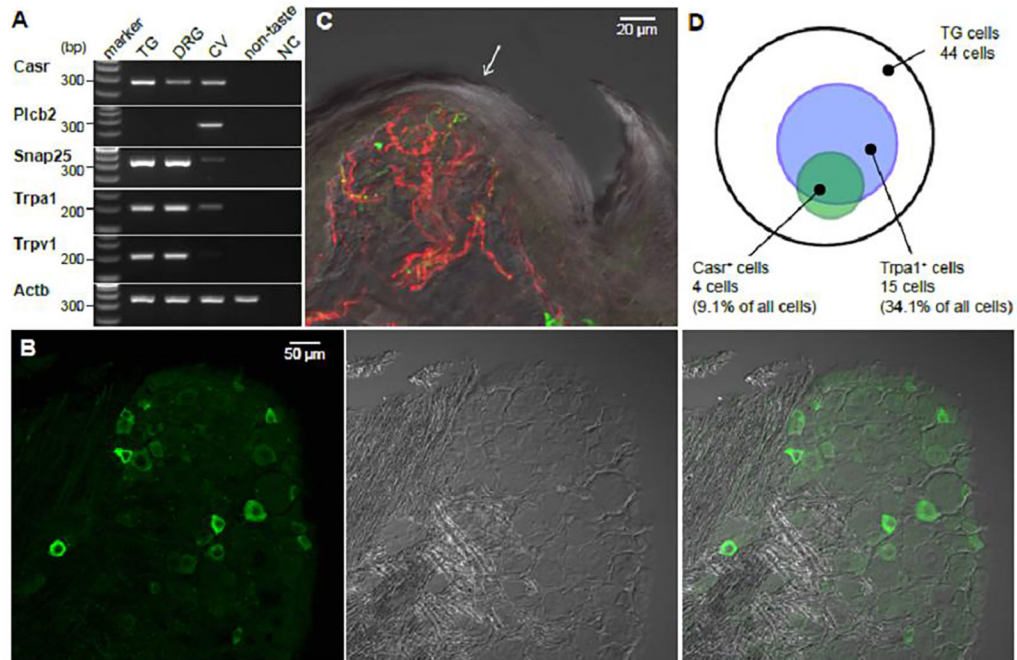 A
marker
TG
DRG
CV
non-taste
NC
(bp)
Casr
300
Plcb2
300
Snap25
300
Trpa1
200
Trpv1
200
Actb
300
C
20 µm
D
TG cells
44 cells
Casr⁺ cells
4 cells
(9.1% of all cells)
Trpa1⁺ cells
15 cells
(34.1% of all cells)
B
50 µm